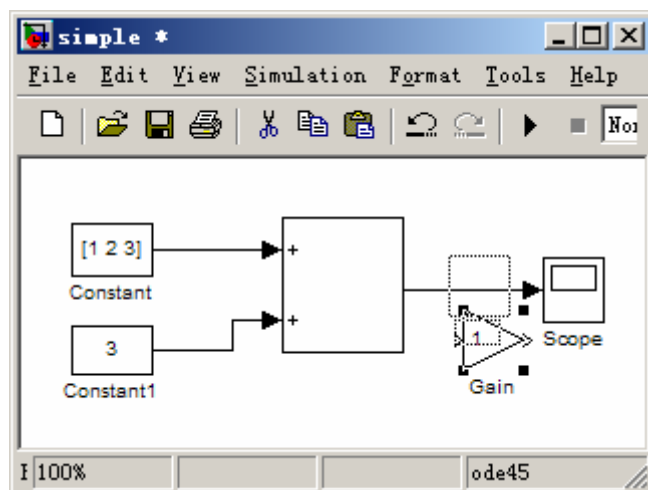 simple *
File Edit View Simulation Format Tools Help
Nor
[1 2 3]
+
Constant
+
3
1...
Scope
Constant1
Gain
100%
ode45